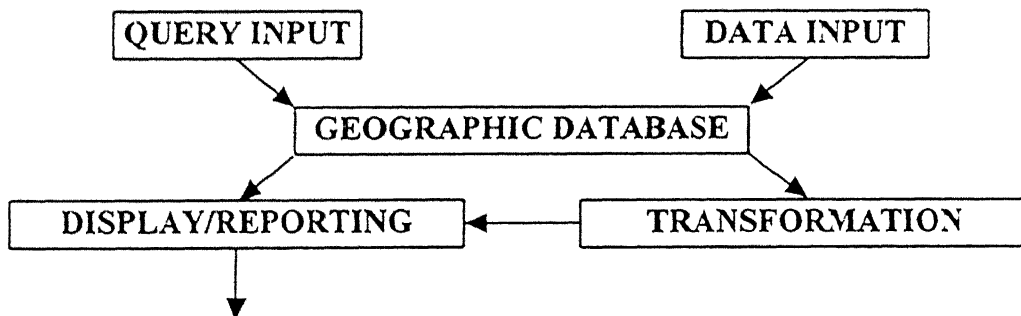 QUERY INPUT
DATA INPUT
GEOGRAPHIC DATABASE
DISPLAY/REPORTING
TRANSFORMATION